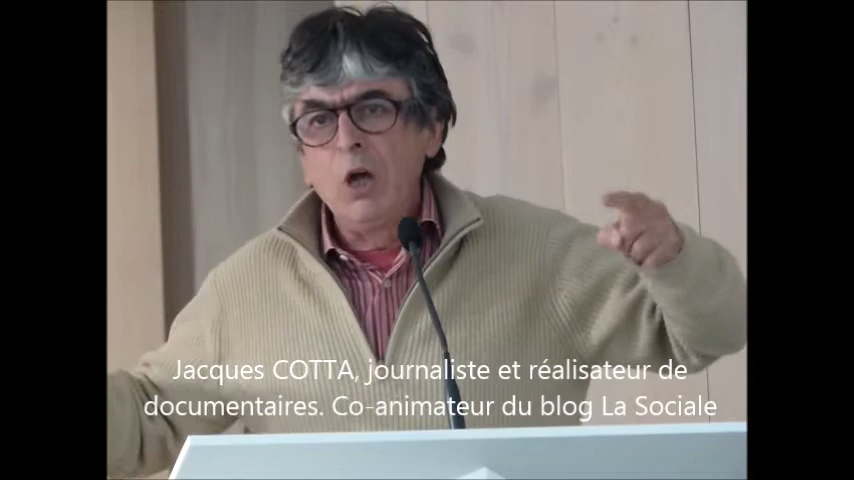 Jacques COTTA, journaliste et réalisateur de
documentaires. Co-animateur du blog La Sociale